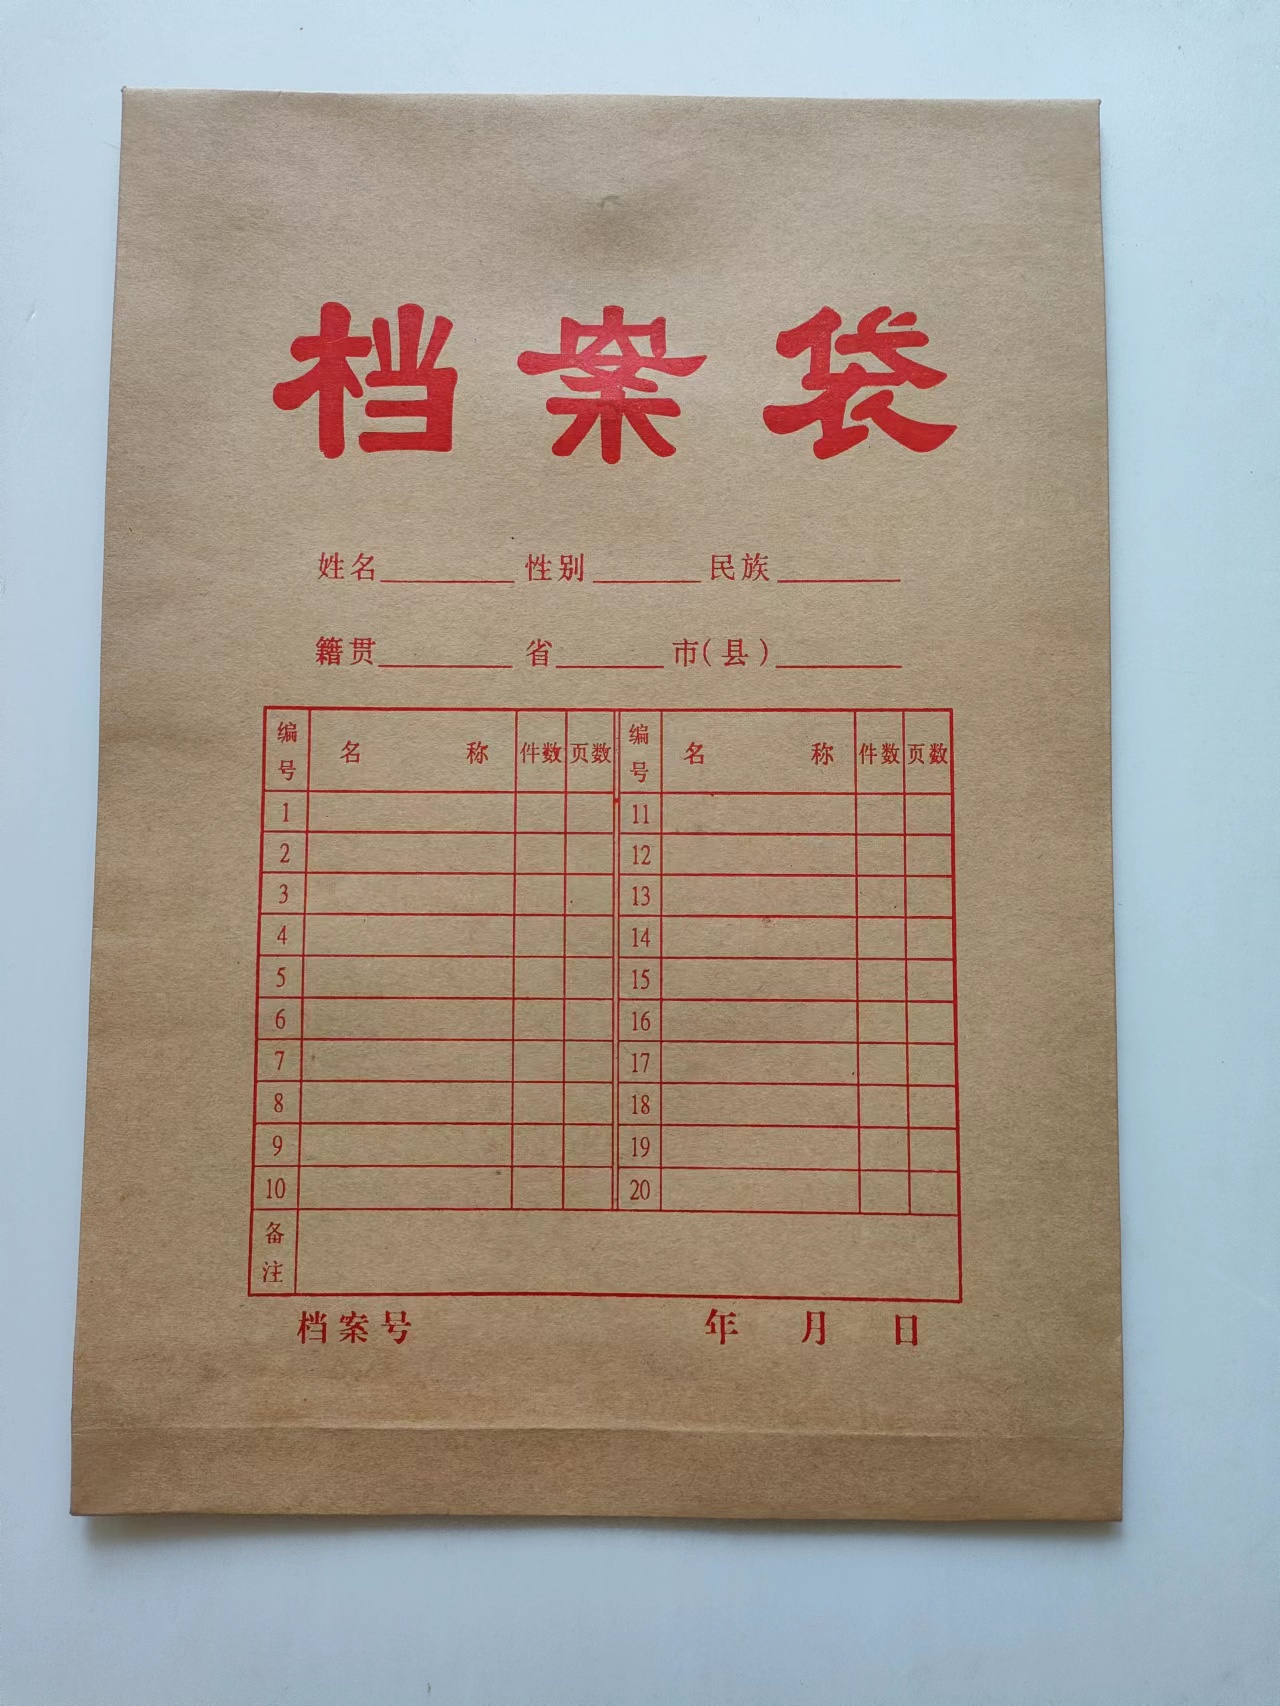 档案袋
姓名 性别 民族
籍贯 省 市(县)
编号 名称 件数 页数 编号 名称 件数 页数
1 11
2 12
3 13
4 14
5 15
6 16
7 17
8 18
9 19
10 20
备注
档案号 年 月 日